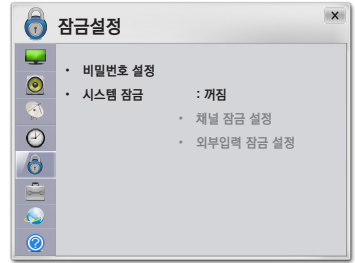 잠금설정
x
• 비밀번호 설정
• 시스템 잠금 : 꺼짐
• 채널 잠금 설정
• 외부입력 잠금 설정
?